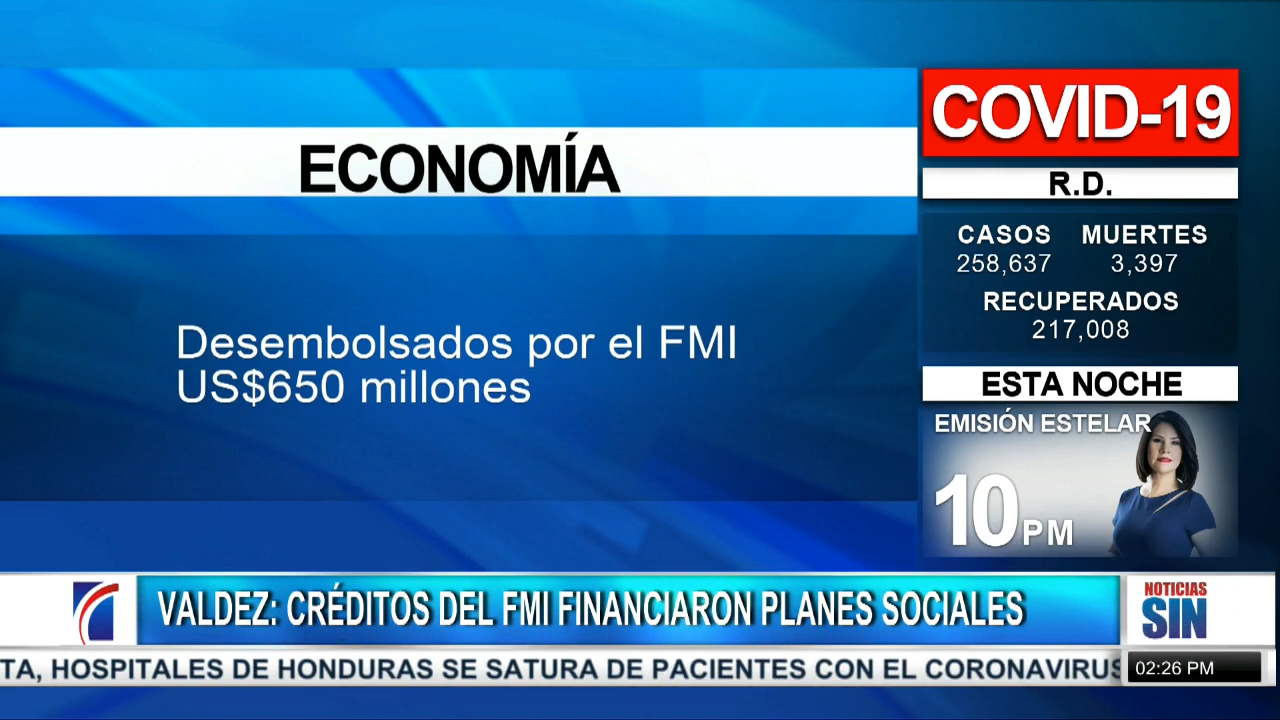 ECONOMÍA
Desembolsados por el FMI
US$650 millones
COVID-19
R.D.
CASOS MUERTES
258,637 3,397
RECUPERADOS
217,008
ESTA NOCHE
EMISIÓN ESTELAR
10 PM
VALDEZ: CRÉDITOS DEL FMI FINANCIARON PLANES SOCIALES
NOTICIAS
SIN
TA, HOSPITALES DE HONDURAS SE SATURA DE PACIENTES CON EL CORONAVIRUS
02:26 PM